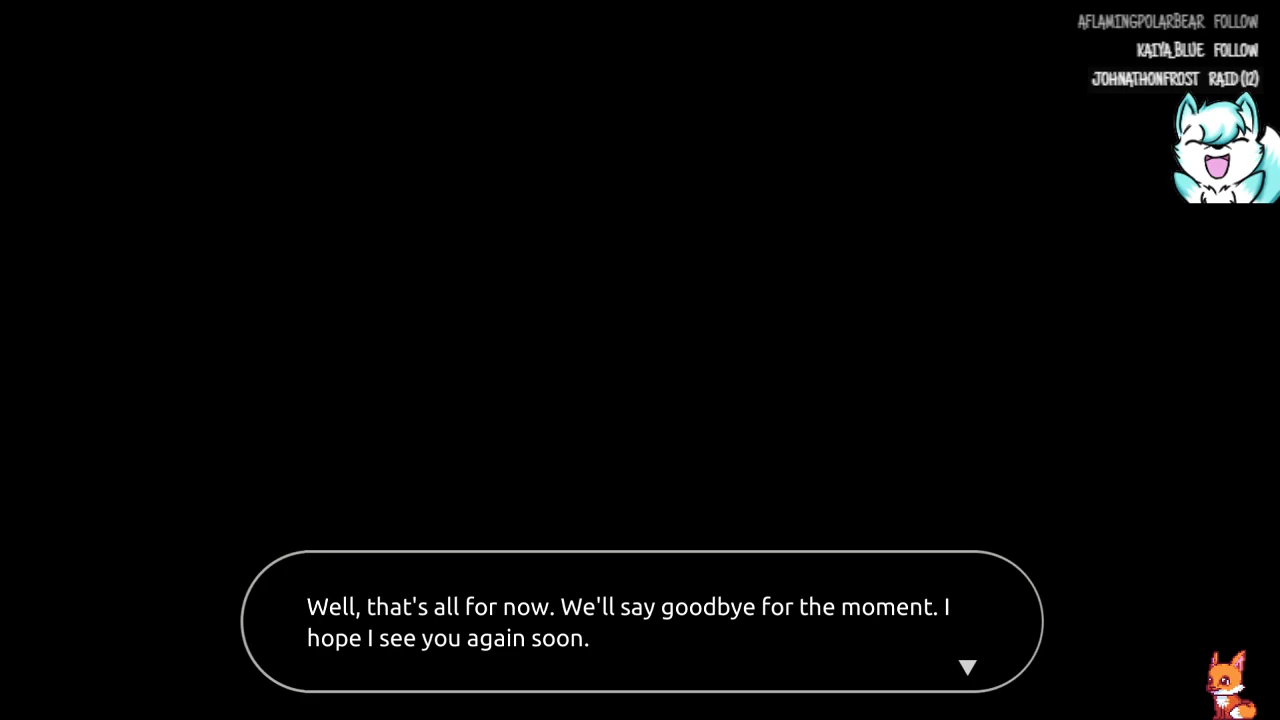 AFLAMINGPOLARBEAR FOLLOW
KAIYA_BLUE FOLLOW
JOHNATHONFROST RAID (12)
Well, that's all for now. We'll say goodbye for the moment. I
hope I see you again soon.